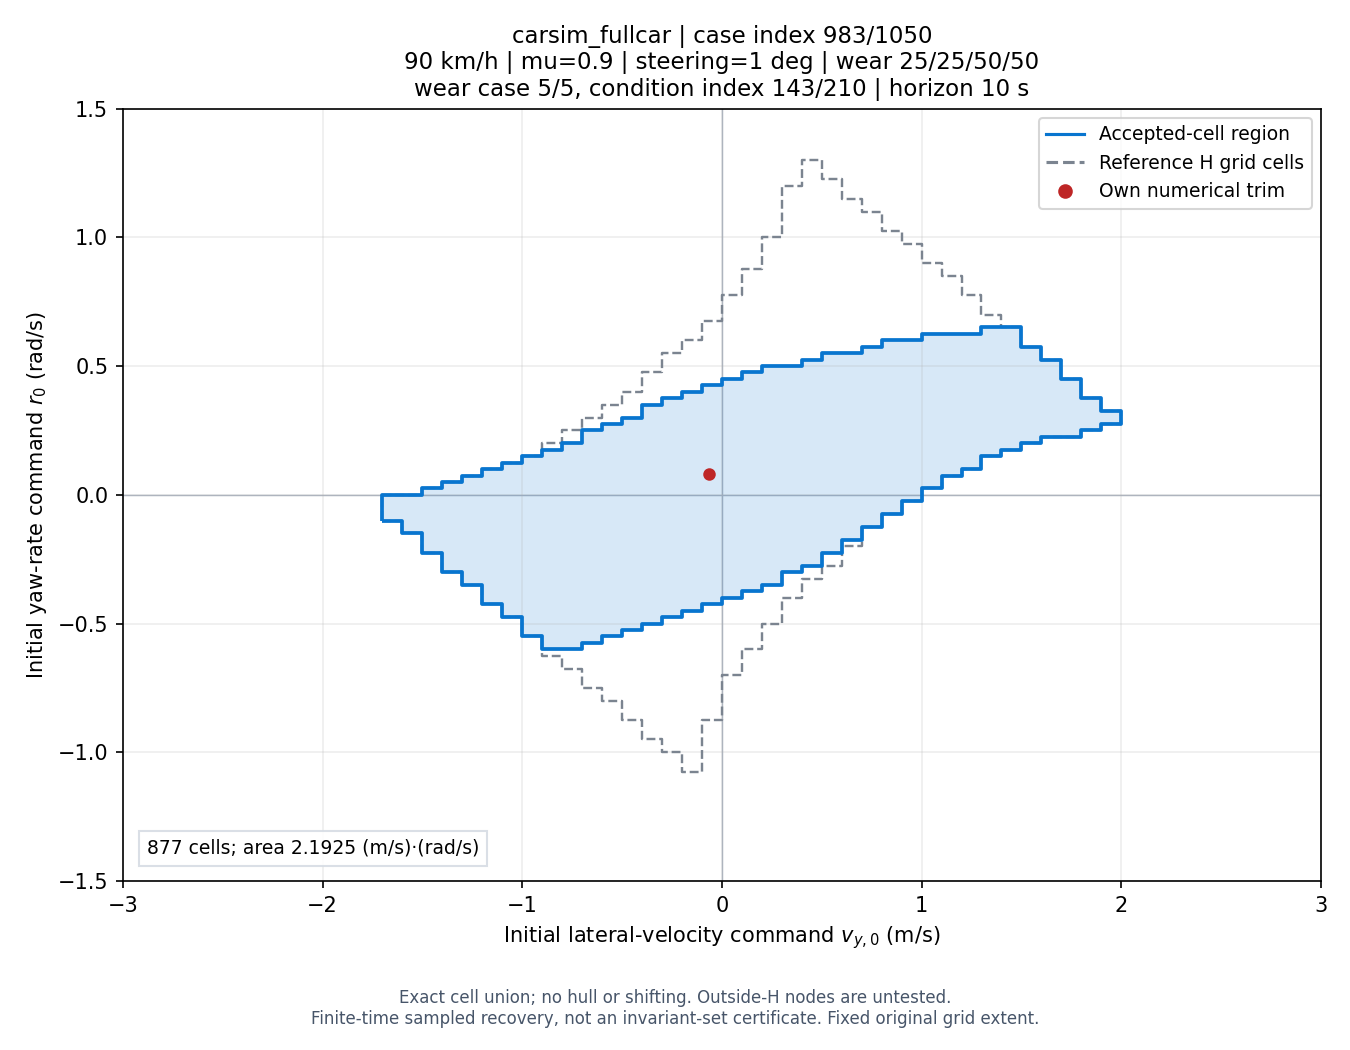 carsim_fullcar | case index 983/1050
90 km/h | mu=0.9 | steering=1 deg | wear 25/25/50/50
wear case 5/5, condition index 143/210 | horizon 10 s
Accepted-cell region
Reference H grid cells
Own numerical trim
1.5
1.0
0.5
0.0
−0.5
−1.0
−1.5
Initial yaw-rate command r₀ (rad/s)
877 cells; area 2.1925 (m/s)·(rad/s)
−3
−2
−1
0
1
2
3
Initial lateral-velocity command v_{y,0} (m/s)
Exact cell union; no hull or shifting. Outside-H nodes are untested.
Finite-time sampled recovery, not an invariant-set certificate. Fixed original grid extent.